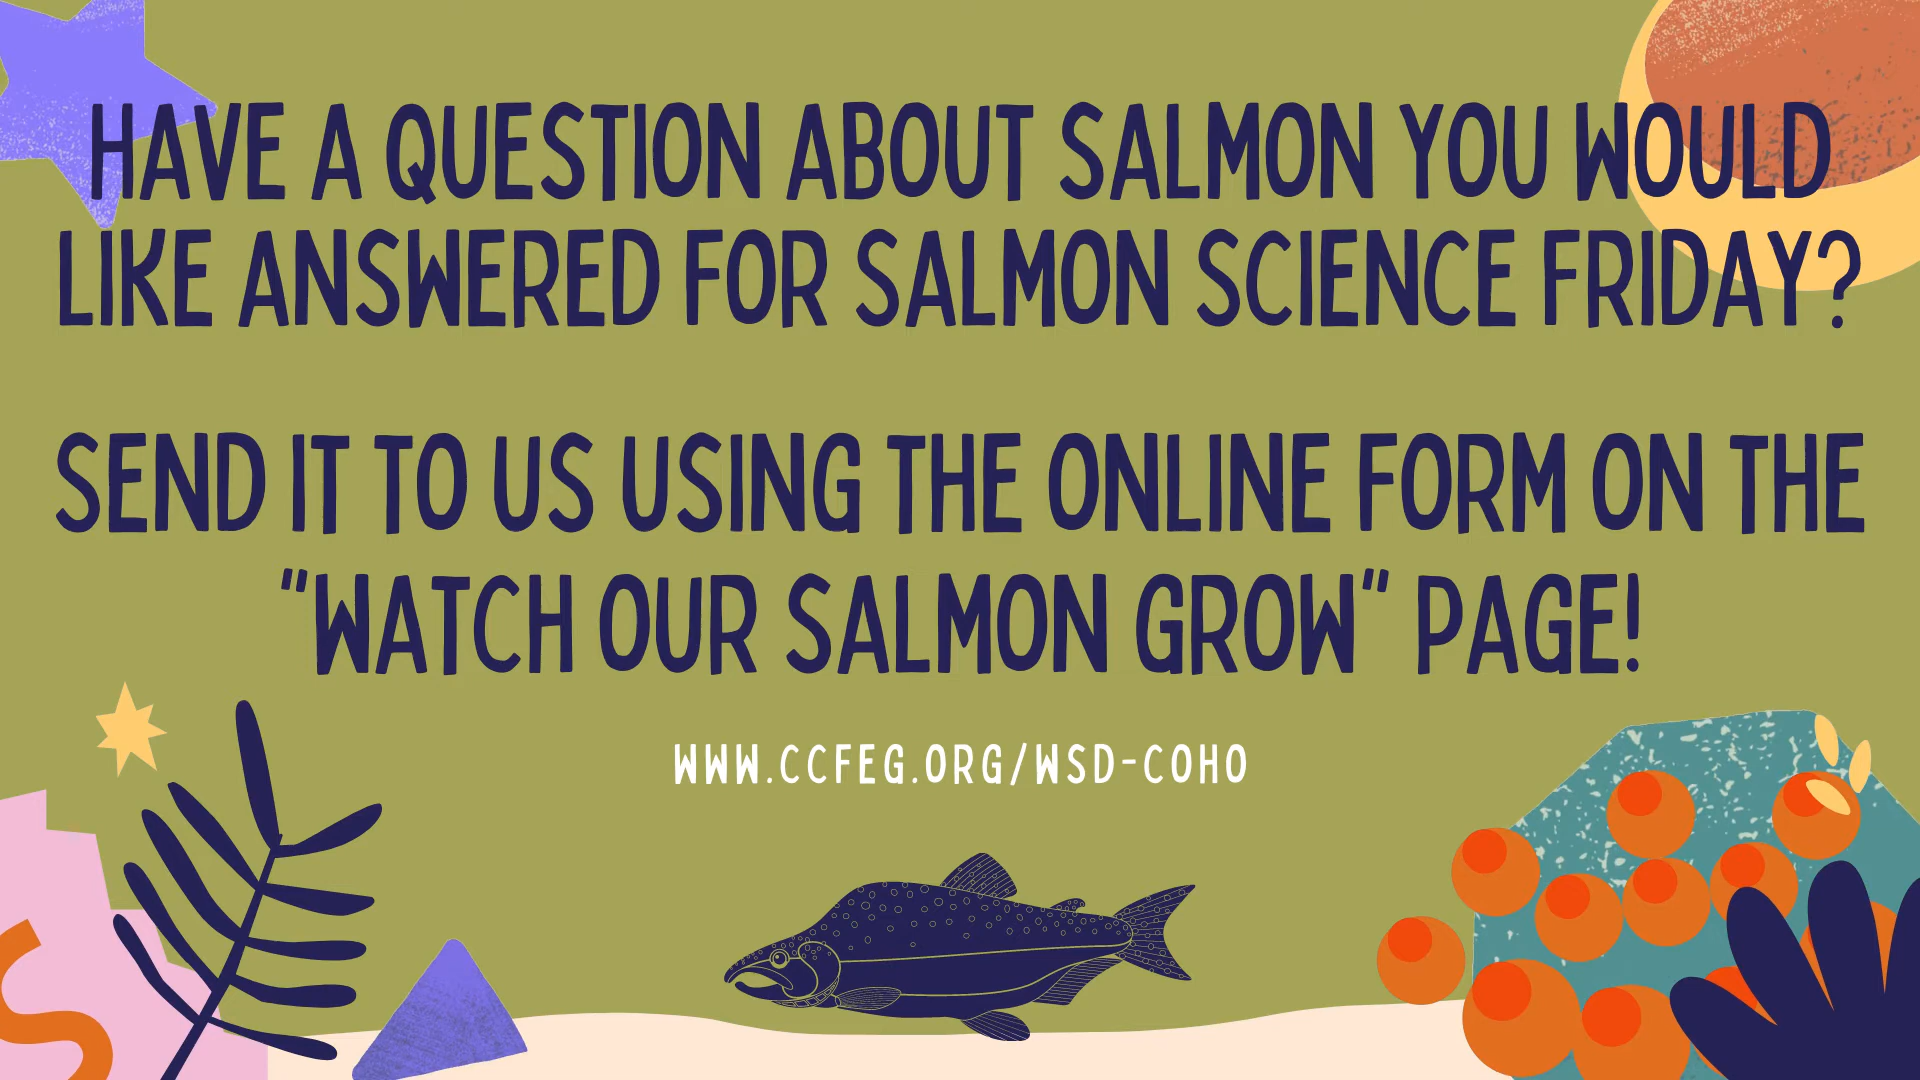 HAVE A QUESTION ABOUT SALMON YOU WOULD
LIKE ANSWERED FOR SALMON SCIENCE FRIDAY?
SEND IT TO US USING THE ONLINE FORM ON THE
"WATCH OUR SALMON GROW" PAGE!
WWW.CCFEG.ORG/WSD-COHO